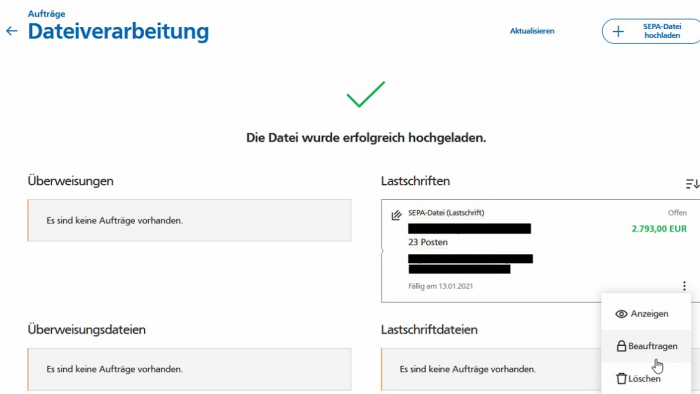 Aufträge
← Dateiverarbeitung
Aktualisieren
SEPA-Datei
hochladen
Die Datei wurde erfolgreich hochgeladen.
Überweisungen
Es sind keine Aufträge vorhanden.
Lastschriften
SEPA-Datei (Lastschrift)
Offen
2.793,00 EUR
23 Posten
Fällig am 13.01.2021
Anzeigen
Beauftragen
Löschen
Überweisungsdateien
Es sind keine Aufträge vorhanden.
Lastschriftdateien
Es sind keine Aufträge vorhanden.